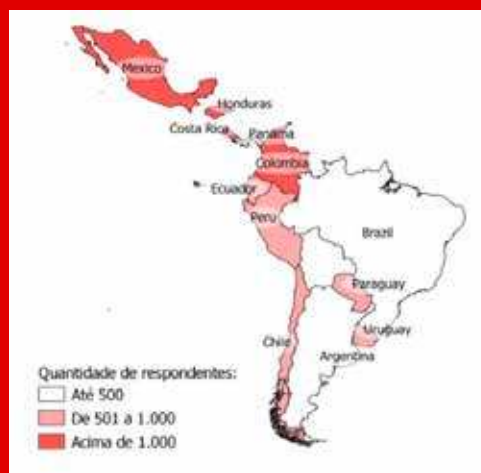 Mexico
Honduras
Costa Rica
Panama
Colombia
Ecuador
Peru
Brazil
Paraguay
Uruguay
Chile
Argentina
Quantidade de respondentes:
Até 500
De 501 a 1.000
Acima de 1.000